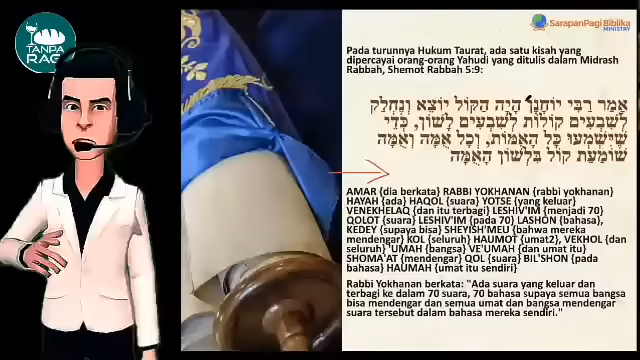 TANPA
RAGI
SarapanPagi Biblika
MINISTRY
Pada turunnya Hukum Taurat, ada satu kisah yang
dipercayai orang-orang Yahudi yang ditulis dalam Midrash
Rabbah, Shemot Rabbah 5:9:
אָמַר רַבִּי יוֹחָנָן הָיָה הַקּוֹל יוֹצֵא וְנֶחֱלַק
לְשִׁבְעִים קוֹלוֹת לְשִׁבְעִים לָשׁוֹן, כְּדֵי
שֶׁיִּשְׁמְעוּ כָּל הָאֻמּוֹת, וְכָל אֻמָּה וְאֻמָּה
שׁוֹמַעַת קוֹל בִּלְשׁוֹן הָאֻמָּה
AMAR {dia berkata} RABBI YOKHANAN {rabbi yokhanan}
HAYAH {ada} HAQOL {suara} YOTSE {yang keluar}
VENEKHELAQ {dan itu terbagi} LESHIV'IM {menjadi 70}
QOLOT {suara} LESHIV'IM {pada 70} LASHON {bahasa},
KEDEY {supaya bisa} SHEYISH'MEU {bahwa mereka
mendengar} KOL {seluruh} HAUMOT {umat2}, VEKHOL {dan
seluruh} 'UMAH {bangsa} VE'UMAH {dan umat itu}
SHOMA'AT {mendengar} QOL {suara} BIL'SHON {pada
bahasa} HAUMAH {umat itu sendiri}
Rabbi Yokhanan berkata: "Ada suara yang keluar dan
terbagi ke dalam 70 suara, 70 bahasa supaya semua bangsa
bisa mendengar dan semua umat dan bangsa mendengar
suara tersebut dalam bahasa mereka sendiri."